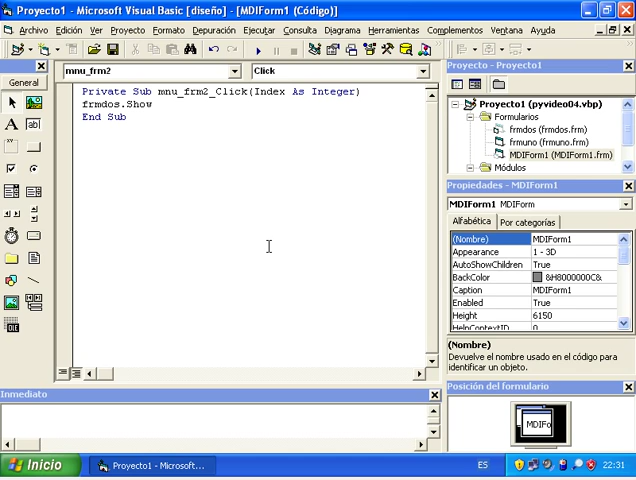 Proyecto1 - Microsoft Visual Basic [diseño] - [MDIForm1 (Código)]
Archivo Edición Ver Proyecto Formato Depuración Ejecutar Consulta Diagrama Herramientas Complementos Ventana Ayuda
General
mnu_frm2 Click
Private Sub mnu_frm2_Click(Index As Integer)
frmdos.Show
End Sub
Proyecto - Proyecto1
Proyecto1 (pyvideo04.vbp)
Formularios
frmdos (frmdos.frm)
frmuno (frmuno.frm)
MDIForm1 (MDIForm1.frm)
Módulos
Propiedades - MDIForm1
MDIForm1 MDIForm
Alfabética Por categorías
(Nombre) MDIForm1
Appearance 1 - 3D
AutoShowChildren True
BackColor &H8000000C&
Caption MDIForm1
Enabled True
Height 6150
HelpContextID 0
(Nombre)
Devuelve el nombre usado en el código para
identificar un objeto.
Posición del formulario
MDIFo
Inmediato
Inicio
Proyecto1 - Microsoft...
ES
22:31